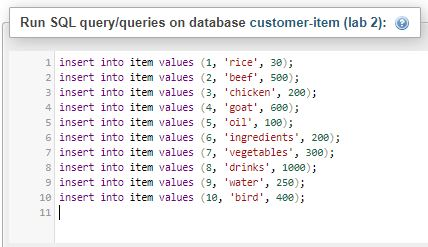 Run SQL query/queries on database customer-item (lab 2):
1 insert into item values (1, 'rice', 30);
2 insert into item values (2, 'beef', 500);
3 insert into item values (3, 'chicken', 200);
4 insert into item values (4, 'goat', 600);
5 insert into item values (5, 'oil', 100);
6 insert into item values (6, 'ingredients', 200);
7 insert into item values (7, 'vegetables', 300);
8 insert into item values (8, 'drinks', 1000);
9 insert into item values (9, 'water', 250);
10 insert into item values (10, 'bird', 400);
11